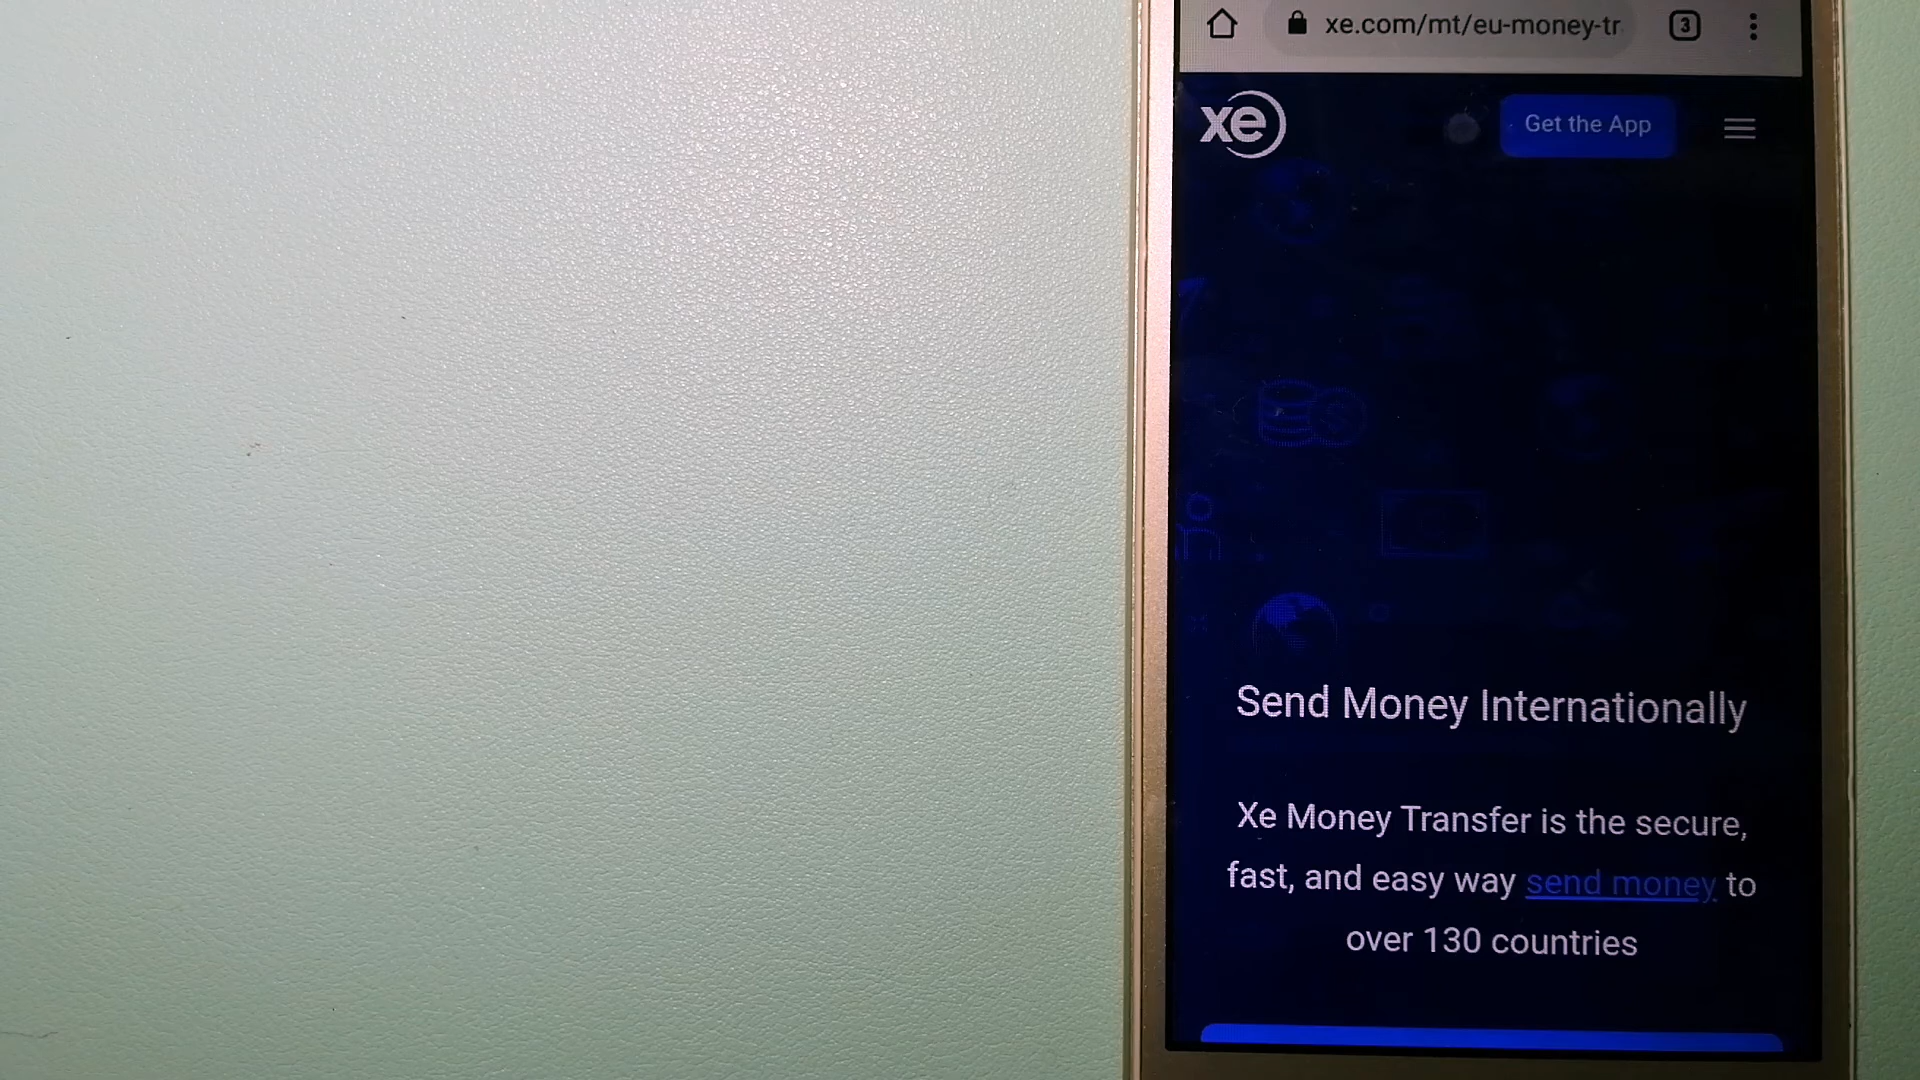 xe.com/mt/eu-money-tr
3
xe
Get the App
Send Money Internationally
Xe Money Transfer is the secure,
fast, and easy way send money to
over 130 countries